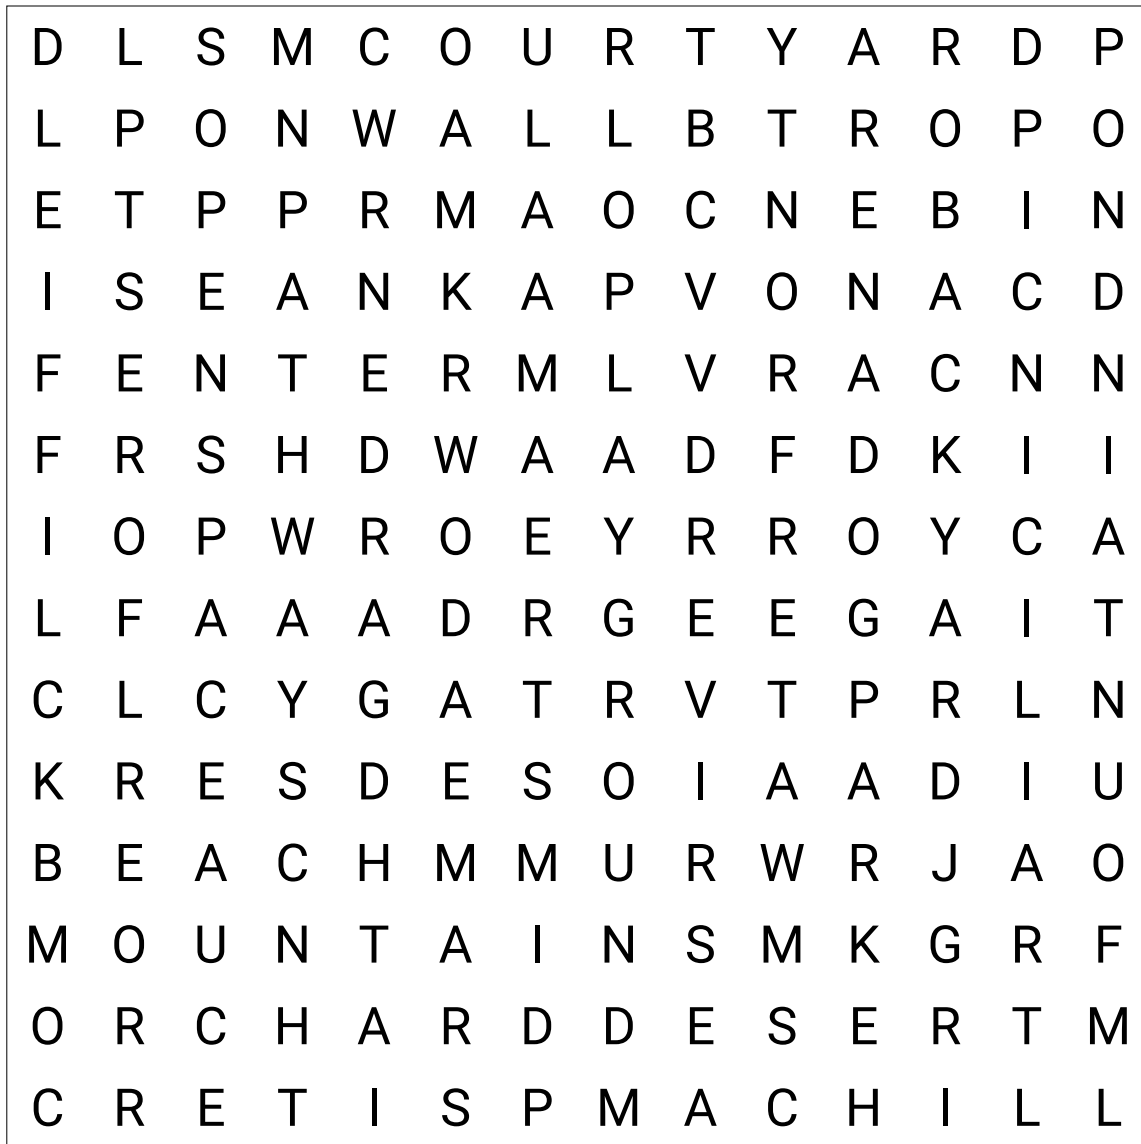 D L S M C O U R T Y A R D P
L P O N W A L L B T R O P O
E T P P R M A O C N E B I N
I S E A N K A P V O N A C D
F E N T E R M L V R A C N N
F R S H D W A A D F D K I I
I O P W R O E Y R R O Y C A
L F A A A D R G E E G A I T
C L C Y G A T R V T P R L N
K R E S D E S O I A A D I U
B E A C H M M U R W R J A O
M O U N T A I N S M K G R F
O R C H A R D D E S E R T M
C R E T I S P M A C H I L L